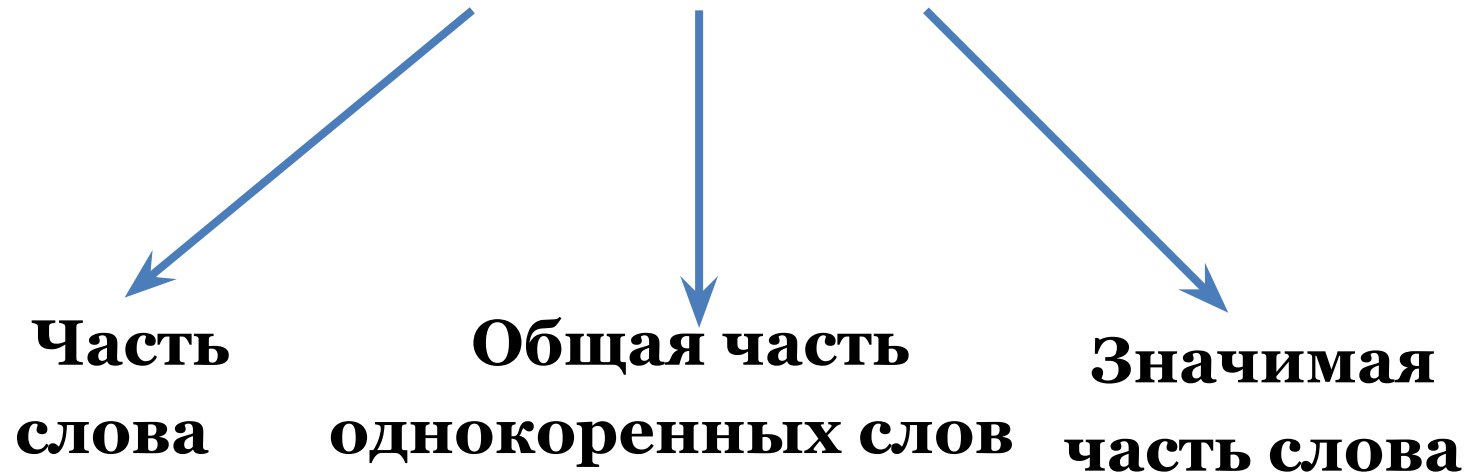 Часть
слова
Общая часть
однокоренных слов
Значимая
часть слова